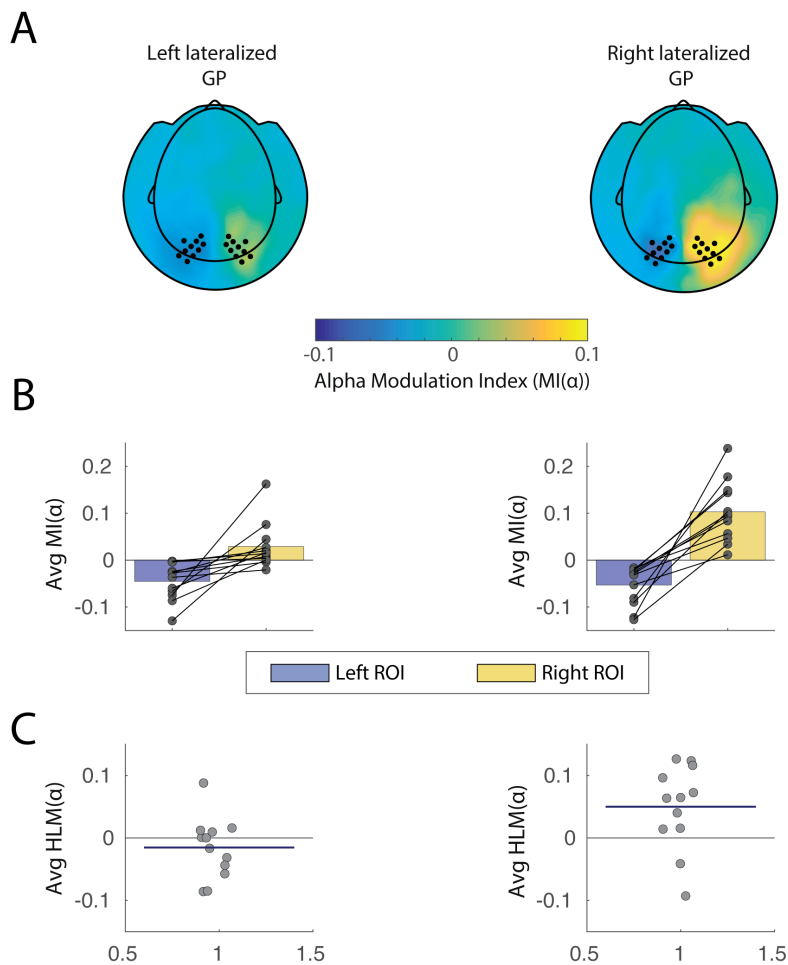 A
Left lateralized
GP
Right lateralized
GP
-0.1
0
0.1
Alpha Modulation Index (MI(α))
B
Avg MI(α)
0.2
0.1
0
-0.1
Avg MI(α)
0.2
0.1
0
-0.1
Left ROI
Right ROI
C
Avg HLM(α)
0.1
0
-0.1
0.5
1
1.5
Avg HLM(α)
0.1
0
-0.1
0.5
1
1.5